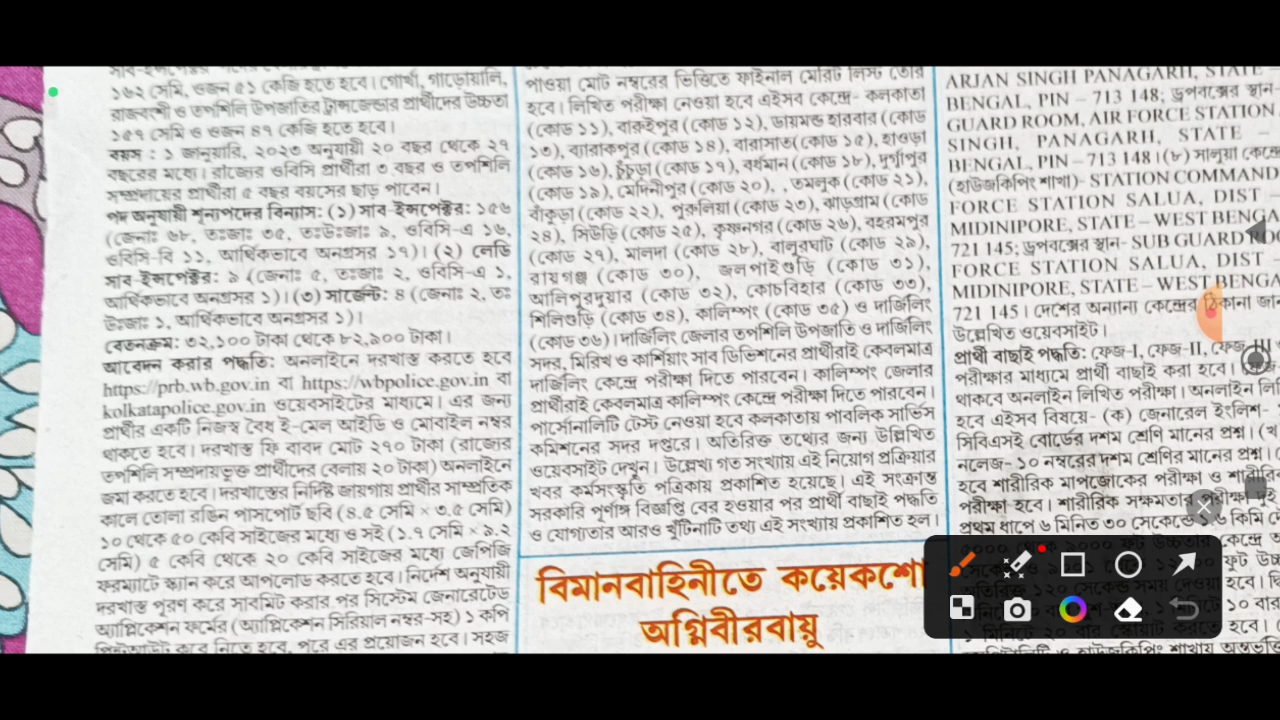 ১৬২ সেমি, ওজন ৫১ কেজি হতে হবে। গোর্খা, গাড়োয়ালি,
রাজবংশী ও তপশিলি উপজাতির ট্রান্সজেন্ডার প্রার্থীদের উচ্চতা
১৫৭ সেমি ও ওজন ৪৭ কেজি হতে হবে।
বয়স : ১ জানুয়ারি, ২০২৩ অনুযায়ী ২০ বছর থেকে ২৭
বছরের মধ্যে। রাজ্যের ওবিসি প্রার্থীরা ৩ বছর ও তপশিলি
সম্প্রদায়ের প্রার্থীরা ৫ বছর বয়সের ছাড় পাবেন।
পদ অনুযায়ী শূন্যপদের বিন্যাস: (১) সাব-ইন্সপেক্টর: ১৫৬
(জেনাঃ ৬৮, তঃজাঃ ৩৫, তঃউঃজাঃ ৯, ওবিসি-এ ১৬,
ওবিসি-বি ১১, আর্থিকভাবে অনগ্রসর ১৭)। (২) লেডি
সাব-ইন্সপেক্টর: ৯ (জেনাঃ ৫, তঃজাঃ ২, ওবিসি-এ ১,
আর্থিকভাবে অনগ্রসর ১)। (৩) সার্জেন্ট: ৪ (জেনাঃ ২, তঃ
উঃজাঃ ১, আর্থিকভাবে অনগ্রসর ১)।
বেতনক্রম: ৩২,১০০ টাকা থেকে ৮২,৯০০ টাকা।
আবেদন করার পদ্ধতি: অনলাইনে দরখাস্ত করতে হবে
https://prb.wb.gov.in বা https://wbpolice.gov.in বা
kolkatapolice.gov.in ওয়েবসাইটের মাধ্যমে। এর জন্য
প্রার্থীর একটি নিজস্ব বৈধ ই-মেল আইডি ও মোবাইল নম্বর
থাকতে হবে। দরখাস্ত ফি বাবদ মোট ২৭০ টাকা (রাজ্যের
তপশিলি সম্প্রদায়ভুক্ত প্রার্থীদের বেলায় ২০ টাকা) অনলাইনে
জমা করতে হবে। দরখাস্তের নির্দিষ্ট জায়গায় প্রার্থীর সাম্প্রতিক
কালে তোলা রঙিন পাসপোর্ট ছবি (৪.৫ সেমি × ৩.৫ সেমি)
১০ থেকে ৫০ কেবি সাইজের মধ্যে ও সই (১.৭ সেমি × ৯.২
সেমি) ৫ কেবি থেকে ২০ কেবি সাইজের মধ্যে জেপিজি
ফরম্যাটে স্ক্যান করে আপলোড করতে হবে। নির্দেশ অনুযায়ী
দরখাস্ত পূরণ করে সাবমিট করার পর সিস্টেম জেনারেটেড
অ্যাপ্লিকেশন ফর্মের (অ্যাপ্লিকেশন সিরিয়াল নম্বর-সহ) ১ কপি
প্রিন্টআউট করে নিতে হবে, পরে এর প্রয়োজন হবে। সহজ
পাওয়া মোট নম্বরের ভিত্তিতে ফাইনাল মেরিট লিস্ট তৈরি
হবে। লিখিত পরীক্ষা নেওয়া হবে এইসব কেন্দ্রে- কলকাতা
(কোড ১১), বারুইপুর (কোড ১২), ডায়মন্ড হারবার (কোড
১৩), ব্যারাকপুর (কোড ১৪), বারাসাত (কোড ১৫), হাওড়া
(কোড ১৬), চুঁচুড়া (কোড ১৭), বর্ধমান (কোড ১৮), দুর্গাপুর
(কোড ১৯), মেদিনীপুর (কোড ২০), , তমলুক (কোড ২১),
বাঁকুড়া (কোড ২২), পুরুলিয়া (কোড ২৩), ঝাড়গ্রাম (কোড
২৪), সিউড়ি (কোড ২৫), কৃষ্ণনগর (কোড ২৬), বহরমপুর
(কোড ২৭), মালদা (কোড ২৮), বালুরঘাট (কোড ২৯),
রায়গঞ্জ (কোড ৩০), জলপাইগুড়ি (কোড ৩১),
আলিপুরদুয়ার (কোড ৩২), কোচবিহার (কোড ৩৩),
শিলিগুড়ি (কোড ৩৪), কালিম্পং (কোড ৩৫) ও দার্জিলিং
(কোড ৩৬)। দার্জিলিং জেলার তপশিলি উপজাতি ও দার্জিলিং
সদর, মিরিখ ও কার্শিয়াং সাব ডিভিশনের প্রার্থীরাই কেবলমাত্র
দার্জিলিং কেন্দ্রে পরীক্ষা দিতে পারবেন। কালিম্পং জেলার
প্রার্থীরাই কেবলমাত্র কালিম্পং কেন্দ্রে পরীক্ষা দিতে পারবেন।
পার্সোনালিটি টেস্ট নেওয়া হবে কলকাতায় পাবলিক সার্ভিস
কমিশনের সদর দপ্তরে। অতিরিক্ত তথ্যের জন্য উল্লিখিত
ওয়েবসাইট দেখুন। উল্লেখ্য গত সংখ্যায় এই নিয়োগ প্রক্রিয়ার
খবর কর্মসংস্কৃতি পত্রিকায় প্রকাশিত হয়েছে। এই সংক্রান্ত
সরকারি পূর্ণাঙ্গ বিজ্ঞপ্তি বের হওয়ার পর প্রার্থী বাছাই পদ্ধতি
ও যোগ্যতার আরও খুঁটিনাটি তথ্য এই সংখ্যায় প্রকাশিত হল।
বিমানবাহিনীতে কয়েকশো
অগ্নিবীরবায়ু
ARJAN SINGH PANAGARH, STATE –
BENGAL, PIN – 713 148; ড্রপবক্সের স্থান-
GUARD ROOM, AIR FORCE STATION
SINGH, PANAGARH, STATE –
BENGAL, PIN – 713 148। (৮) সালুয়া কেন্দ্রে
(হাউজকিপিং শাখা)- STATION COMMAND
FORCE STATION SALUA, DIST –
MIDINIPORE, STATE – WEST BENGA
721 145; ড্রপবক্সের স্থান- SUB GUARD ROO
FORCE STATION SALUA, DIST –
MIDINIPORE, STATE – WEST BENGA
721 145। দেশের অন্যান্য কেন্দ্রের ঠিকানা জা
উল্লেখিত ওয়েবসাইট।
প্রার্থী বাছাই পদ্ধতি: ফেজ-I, ফেজ-II, ফেজ-III
পরীক্ষার মাধ্যমে প্রার্থী বাছাই করা হবে।
থাকবে অনলাইন লিখিত পরীক্ষা। অনলাইন লি
হবে এইসব বিষয়ে- (ক) জেনারেল ইংলিশ-
সিবিএসই বোর্ডের দশম শ্রেণি মানের প্রশ্ন। (খ
নলেজ- ১০ নম্বরের দশম শ্রেণির মানের প্রশ্ন।
হবে শারীরিক মাপজোকের পরীক্ষা ও শারীরি
পরীক্ষা হবে। শারীরিক সক্ষমতার পরীক্ষা দুই
প্রথম ধাপে ৬ মিনিট ৩০ সেকেন্ডে ১.৬ কিমি